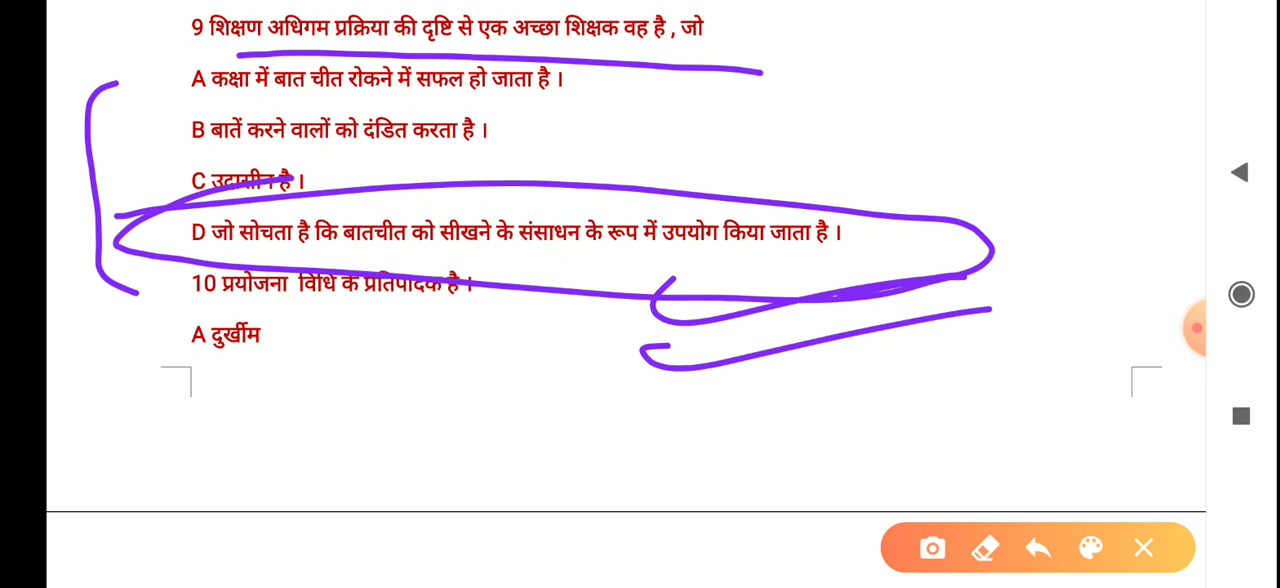 9 शिक्षण अधिगम प्रक्रिया की दृष्टि से एक अच्छा शिक्षक वह है , जो
A कक्षा में बात चीत रोकने में सफल हो जाता है ।
B बातें करने वालों को दंडित करता है ।
C उदासीन है ।
D जो सोचता है कि बातचीत को सीखने के संसाधन के रूप में उपयोग किया जाता है ।
10 प्रयोजना विधि के प्रतिपादक है ।
A दुर्खीम